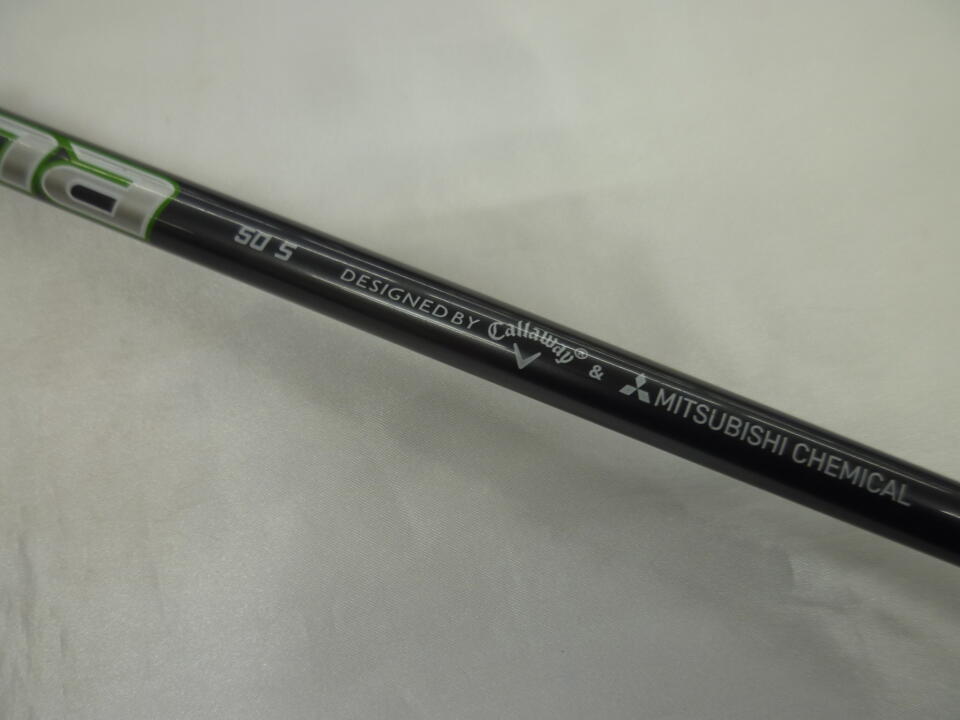 50 S
DESIGNED BY Callaway® & MITSUBISHI CHEMICAL